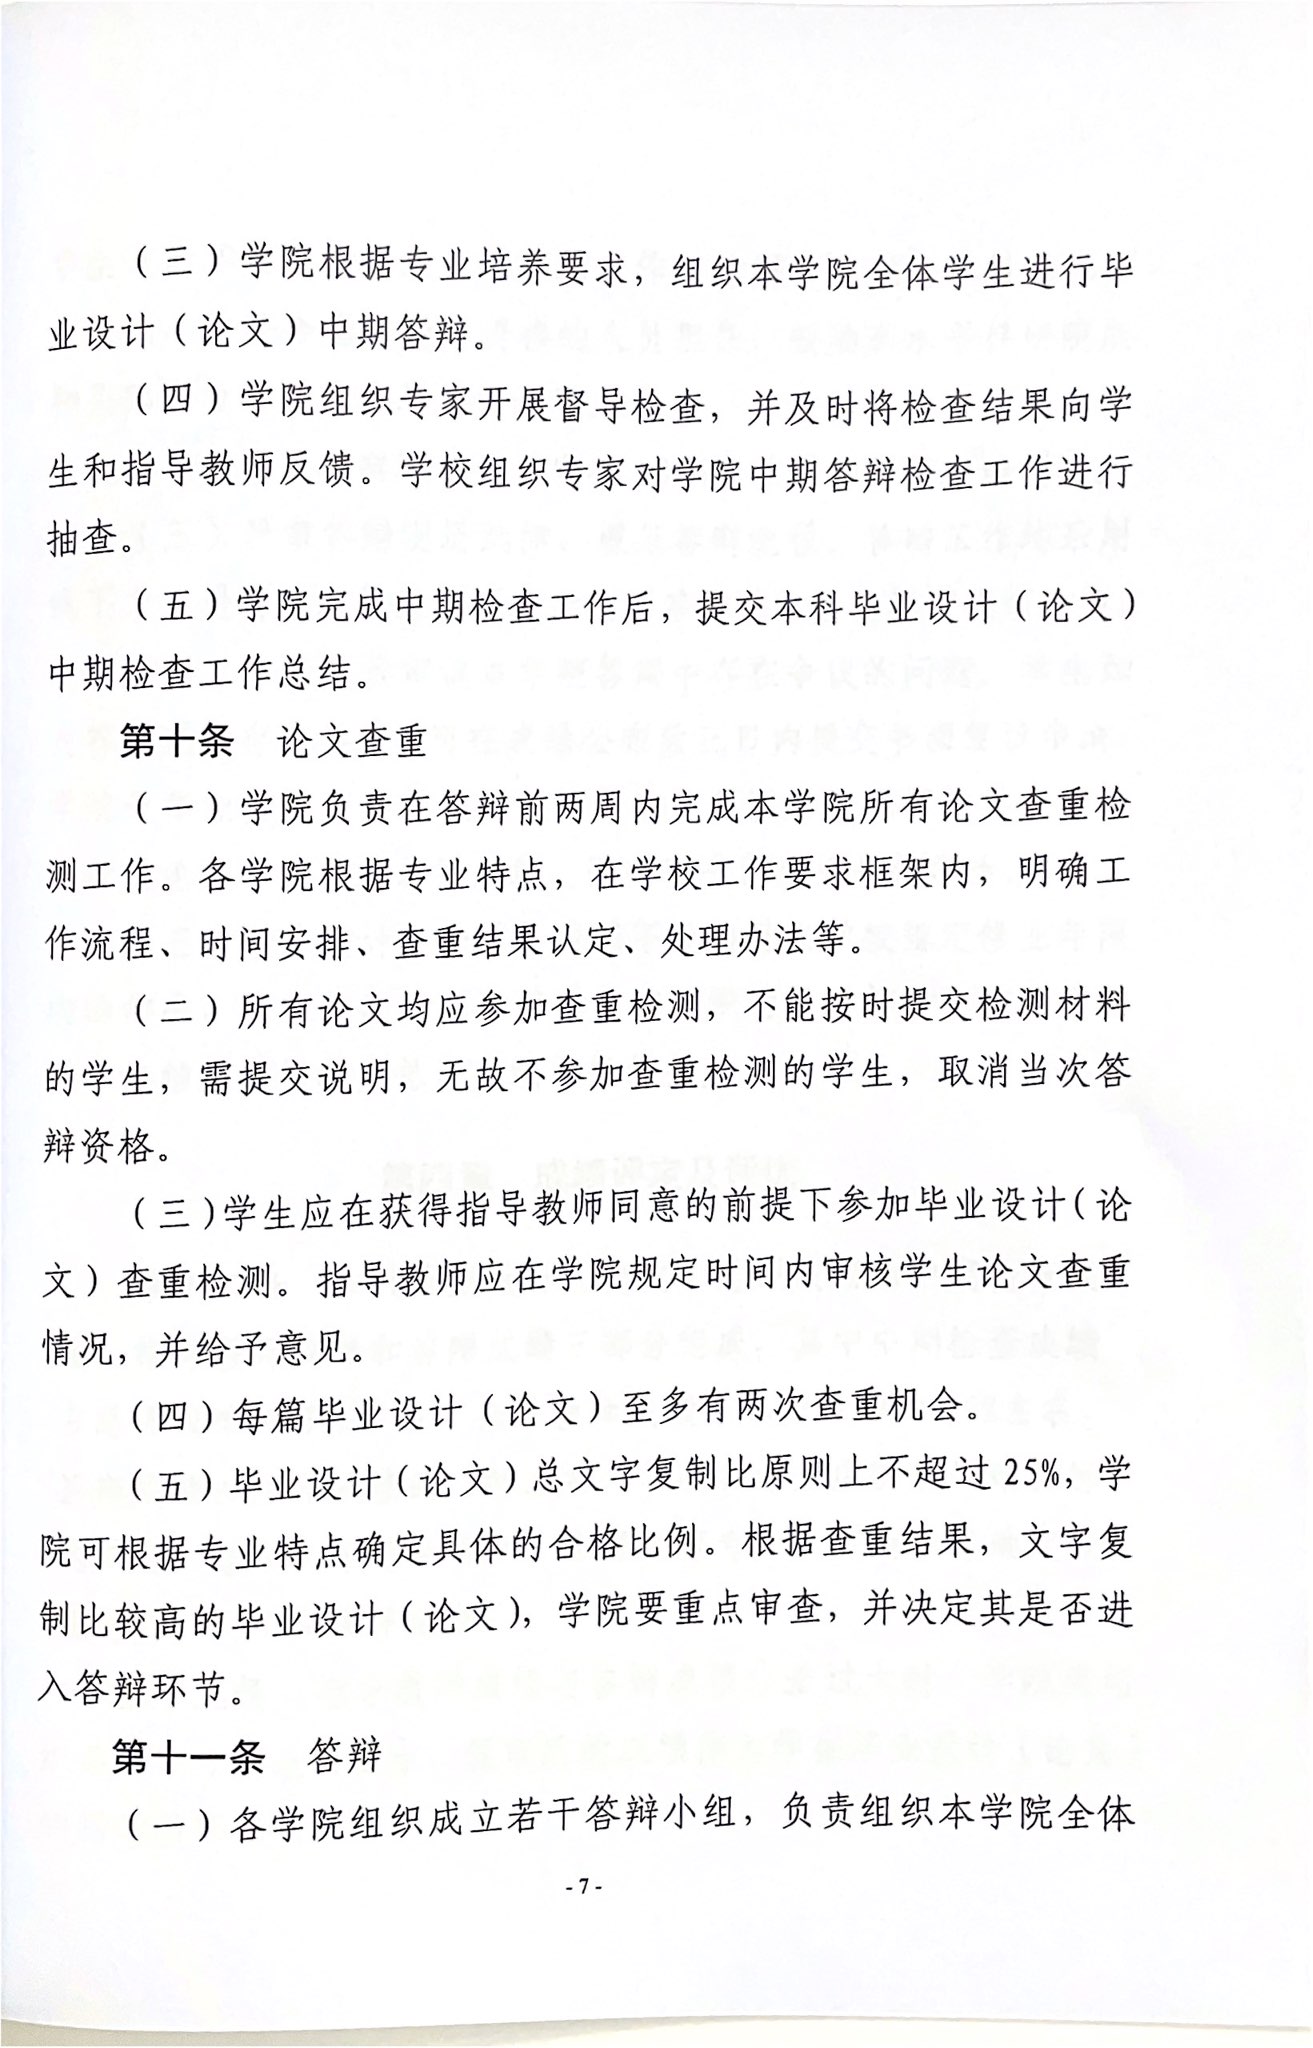 （三）学院根据专业培养要求，组织本学院全体学生进行毕
业设计（论文）中期答辩。
（四）学院组织专家开展督导检查，并及时将检查结果向学
生和指导教师反馈。学校组织专家对学院中期答辩检查工作进行
抽查。
（五）学院完成中期检查工作后，提交本科毕业设计（论文）
中期检查工作总结。
第十条　论文查重
（一）学院负责在答辩前两周内完成本学院所有论文查重检
测工作。各学院根据专业特点，在学校工作要求框架内，明确工
作流程、时间安排、查重结果认定、处理办法等。
（二）所有论文均应参加查重检测，不能按时提交检测材料
的学生，需提交说明，无故不参加查重检测的学生，取消当次答
辩资格。
（三)学生应在获得指导教师同意的前提下参加毕业设计(论
文）查重检测。指导教师应在学院规定时间内审核学生论文查重
情况，并给予意见。
（四）每篇毕业设计（论文）至多有两次查重机会。
（五）毕业设计（论文）总文字复制比原则上不超过25%，学
院可根据专业特点确定具体的合格比例。根据查重结果，文字复
制比较高的毕业设计（论文），学院要重点审查，并决定其是否进
入答辩环节。
第十一条　答辩
（一）各学院组织成立若干答辩小组，负责组织本学院全体
- 7 -